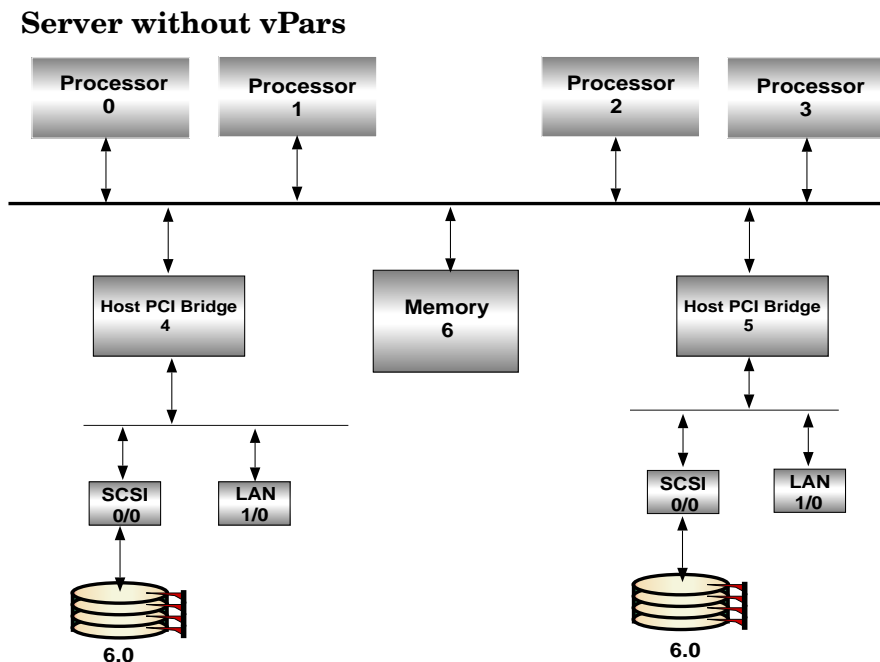 Server without vPars
Processor
0
Processor
1
Processor
2
Processor
3
Host PCI Bridge
4
Memory
6
Host PCI Bridge
5
SCSI
0/0
LAN
1/0
SCSI
0/0
LAN
1/0
6.0
6.0